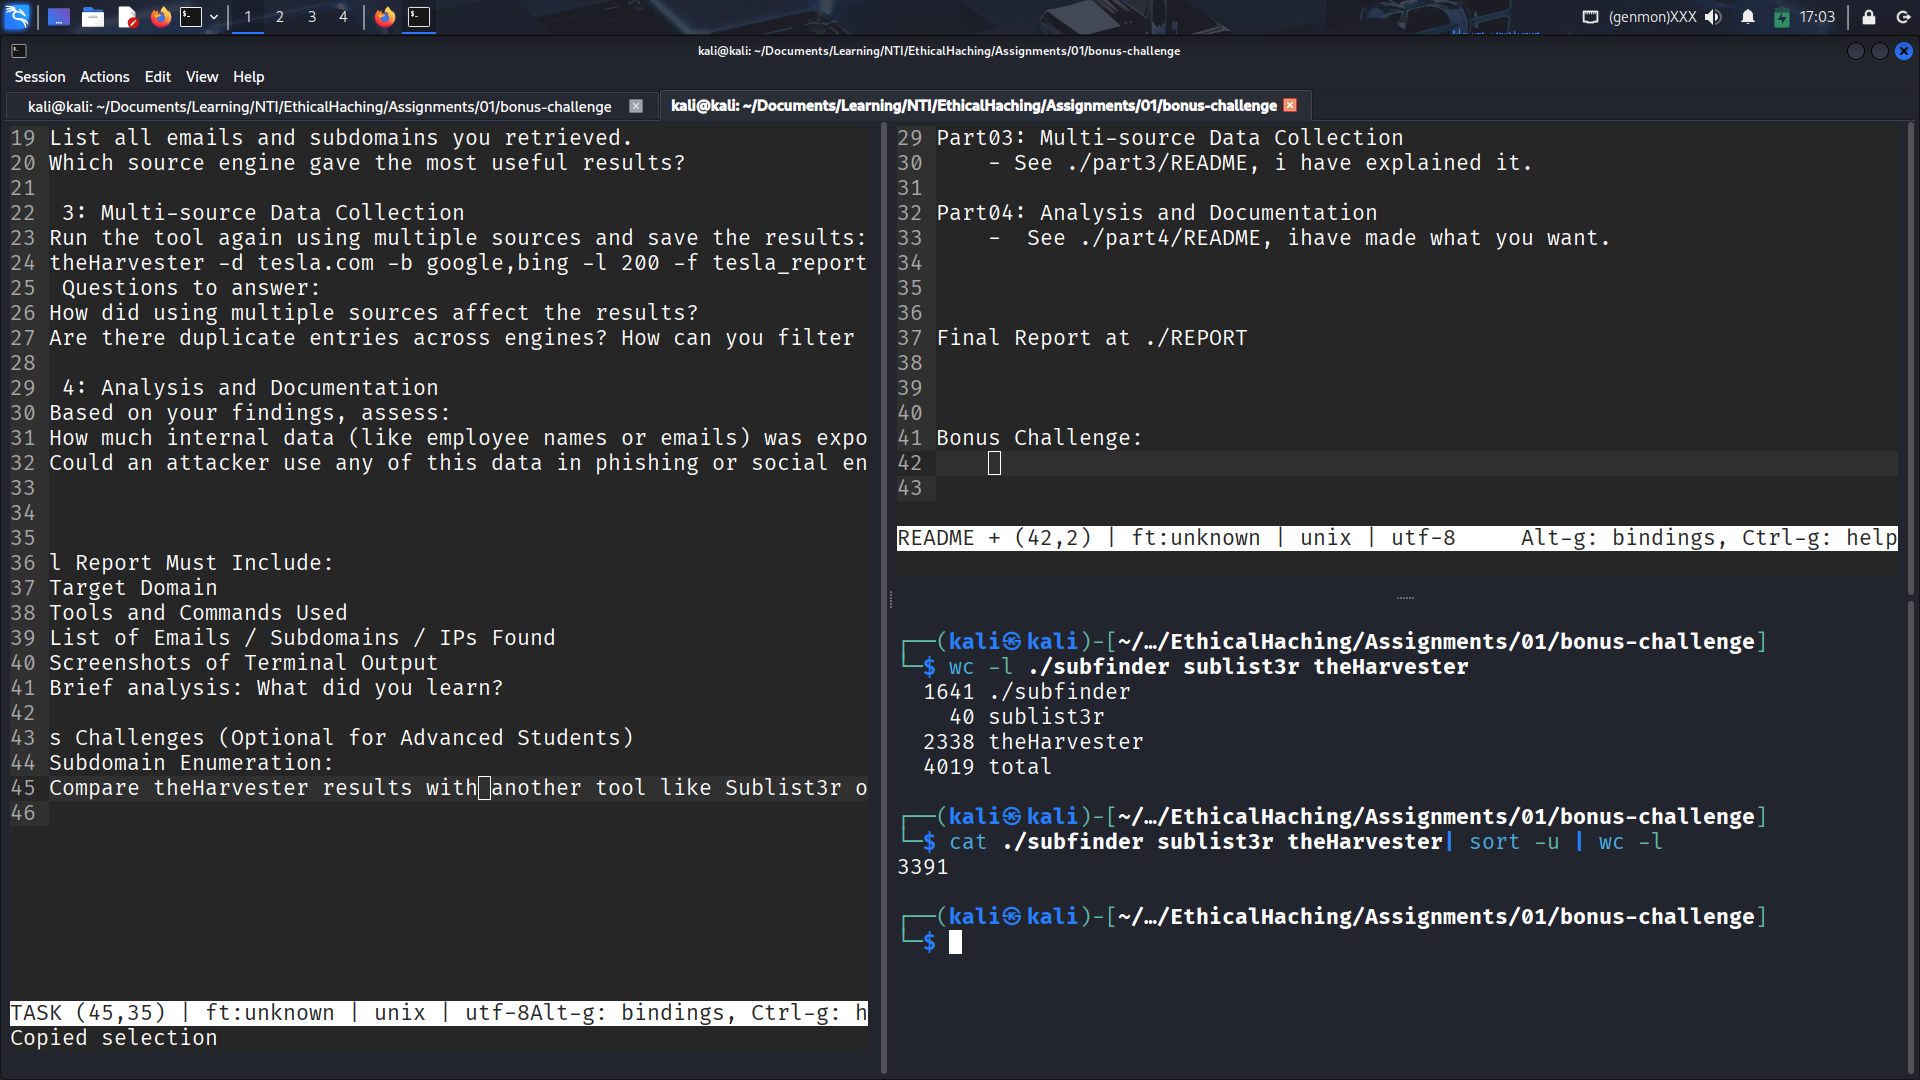 1 2 3 4 (genmon)XXX 17:03
kali@kali: ~/Documents/Learning/NTI/EthicalHaching/Assignments/01/bonus-challenge
Session Actions Edit View Help
kali@kali: ~/Documents/Learning/NTI/EthicalHaching/Assignments/01/bonus-challenge
kali@kali: ~/Documents/Learning/NTI/EthicalHaching/Assignments/01/bonus-challenge
19 List all emails and subdomains you retrieved.
20 Which source engine gave the most useful results?
21
22  3: Multi-source Data Collection
23 Run the tool again using multiple sources and save the results:
24 theHarvester -d tesla.com -b google,bing -l 200 -f tesla_report
25  Questions to answer:
26 How did using multiple sources affect the results?
27 Are there duplicate entries across engines? How can you filter
28
29  4: Analysis and Documentation
30 Based on your findings, assess:
31 How much internal data (like employee names or emails) was expo
32 Could an attacker use any of this data in phishing or social en
33
34
35
36 l Report Must Include:
37 Target Domain
38 Tools and Commands Used
39 List of Emails / Subdomains / IPs Found
40 Screenshots of Terminal Output
41 Brief analysis: What did you learn?
42
43 s Challenges (Optional for Advanced Students)
44 Subdomain Enumeration:
45 Compare theHarvester results with another tool like Sublist3r o
46
TASK (45,35) | ft:unknown | unix | utf-8Alt-g: bindings, Ctrl-g: h
Copied selection
29 Part03: Multi-source Data Collection
30     - See ./part3/README, i have explained it.
31
32 Part04: Analysis and Documentation
33     -  See ./part4/README, ihave made what you want.
34
35
36
37 Final Report at ./REPORT
38
39
40
41 Bonus Challenge:
42
43
README + (42,2) | ft:unknown | unix | utf-8     Alt-g: bindings, Ctrl-g: help
┌──(kali㉿kali)-[~/…/EthicalHaching/Assignments/01/bonus-challenge]
└─$ wc -l ./subfinder sublist3r theHarvester
  1641 ./subfinder
    40 sublist3r
  2338 theHarvester
  4019 total
┌──(kali㉿kali)-[~/…/EthicalHaching/Assignments/01/bonus-challenge]
└─$ cat ./subfinder sublist3r theHarvester| sort -u | wc -l
3391
┌──(kali㉿kali)-[~/…/EthicalHaching/Assignments/01/bonus-challenge]
└─$